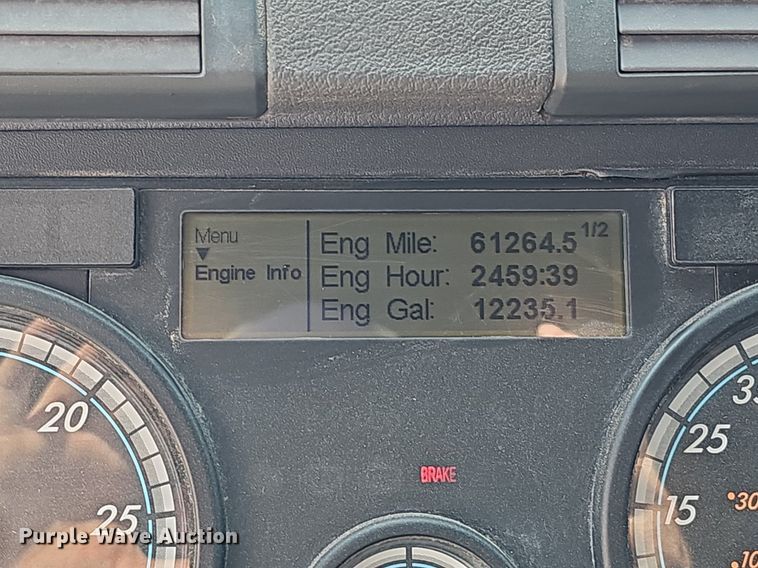 Menu
Engine Info
Eng Mile: 61264.5 1/2
Eng Hour: 2459:39
Eng Gal: 12235.1
20
25
BRAKE
35
25
15
30
10
Purple Wave Auction